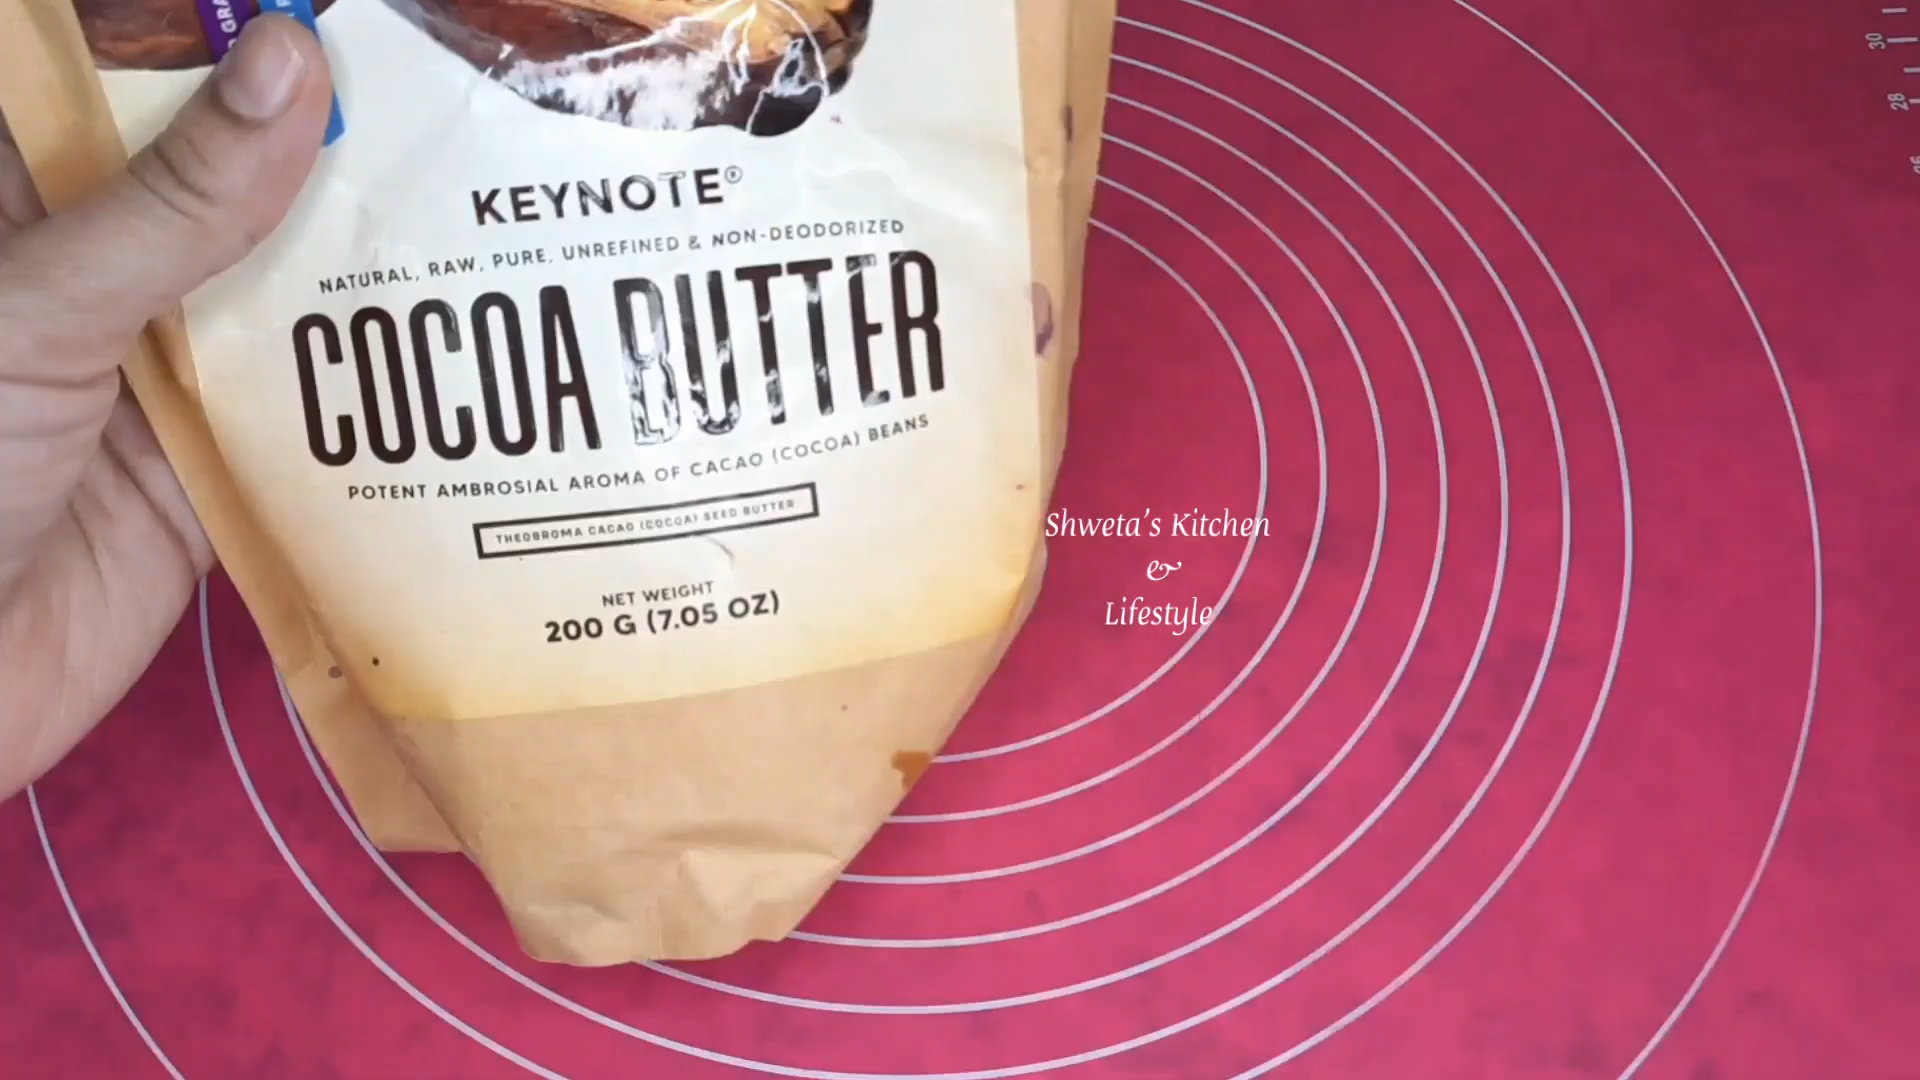 KEYNOTE®
NATURAL, RAW, PURE, UNREFINED & NON-DEODORIZED
COCOA BUTTER
POTENT AMBROSIAL AROMA OF CACAO (COCOA) BEANS
THEOBROMA CACAO (COCOA) SEED BUTTER
NET WEIGHT
200 G (7.05 OZ)
Shweta's Kitchen
&
Lifestyle
30
28